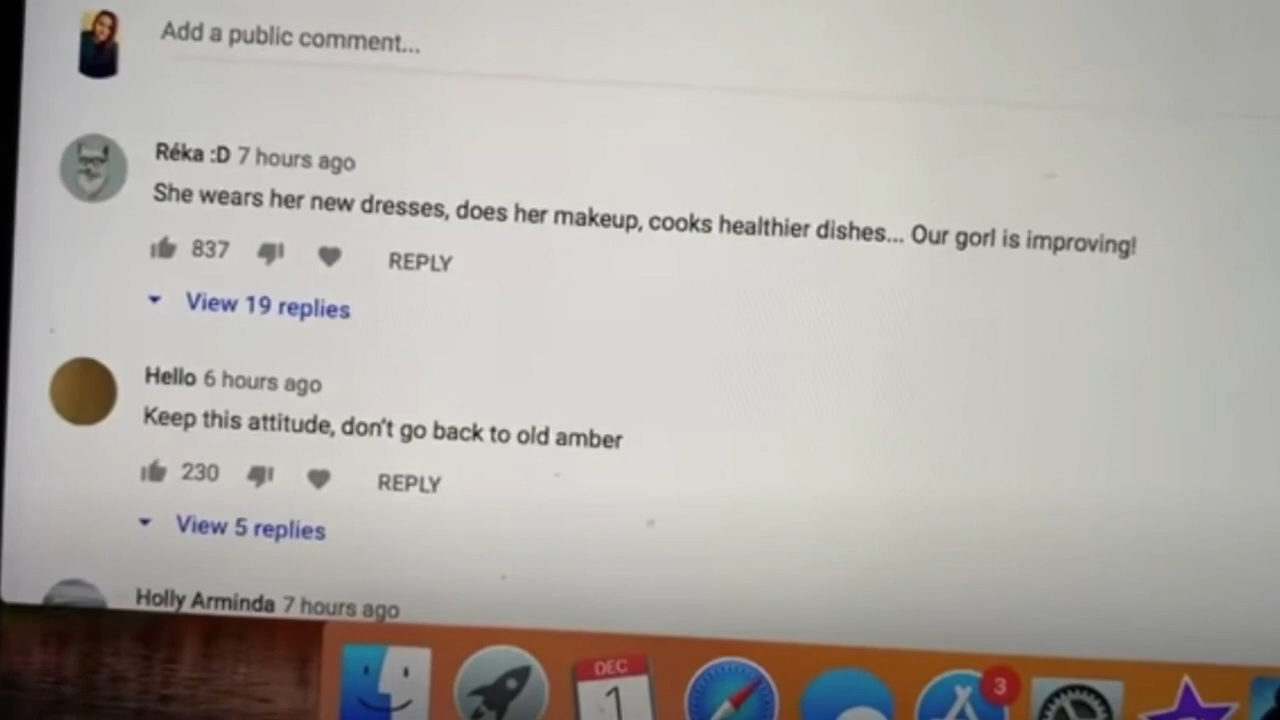 Add a public comment...
Réka :D 7 hours ago
She wears her new dresses, does her makeup, cooks healthier dishes... Our gorl is improving!
837 REPLY
View 19 replies
Hello 6 hours ago
Keep this attitude, don't go back to old amber
230 REPLY
View 5 replies
Holly Arminda 7 hours ago
DEC
1
3